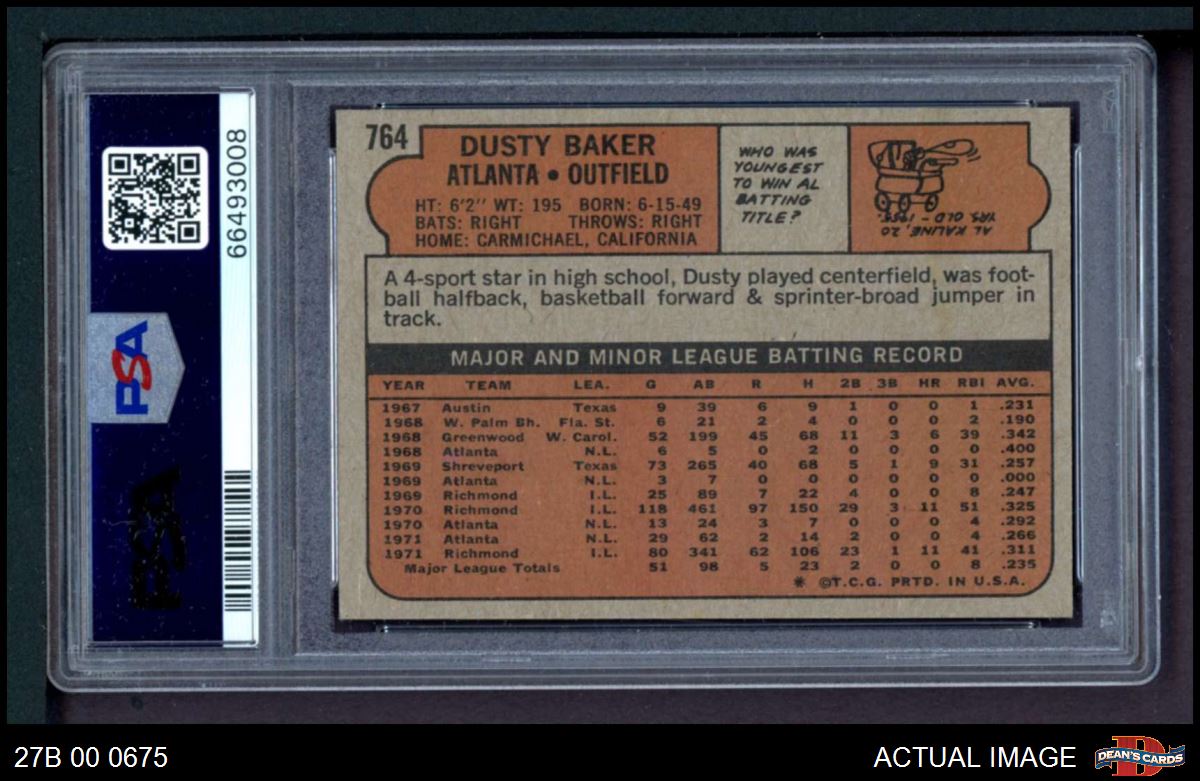 66493008
PSA
PSA
764
DUSTY BAKER
ATLANTA • OUTFIELD
HT: 6'2'' WT: 195 BORN: 6-15-49
BATS: RIGHT THROWS: RIGHT
HOME: CARMICHAEL, CALIFORNIA
WHO WAS
YOUNGEST
TO WIN AL
BATTING
TITLE?
AL KALINE, 20
YRS OLD - 1955.
A 4-sport star in high school, Dusty played centerfield, was foot-
ball halfback, basketball forward & sprinter-broad jumper in
track.
MAJOR AND MINOR LEAGUE BATTING RECORD
YEAR TEAM LEA. G AB R H 2B 3B HR RBI AVG.
1967 Austin Texas 9 39 6 9 1 0 0 1 .231
1968 W. Palm Bh. Fla. St. 6 21 2 4 0 0 0 2 .190
1968 Greenwood W. Carol. 52 199 45 68 11 3 6 39 .342
1968 Atlanta N.L. 6 5 0 2 0 0 0 0 .400
1969 Shreveport Texas 73 265 40 68 5 1 9 31 .257
1969 Atlanta N.L. 3 7 0 0 0 0 0 0 .000
1969 Richmond I.L. 25 89 7 22 4 0 0 8 .247
1970 Richmond I.L. 118 461 97 150 29 3 11 51 .325
1970 Atlanta N.L. 13 24 3 7 0 0 0 4 .292
1971 Atlanta N.L. 29 62 2 14 2 0 0 4 .266
1971 Richmond I.L. 80 341 62 106 23 1 11 41 .311
Major League Totals 51 98 5 23 2 0 0 8 .235
* ©T.C.G. PRTD. IN U.S.A.
27B 00 0675
ACTUAL IMAGE
D
DEAN'S CARDS